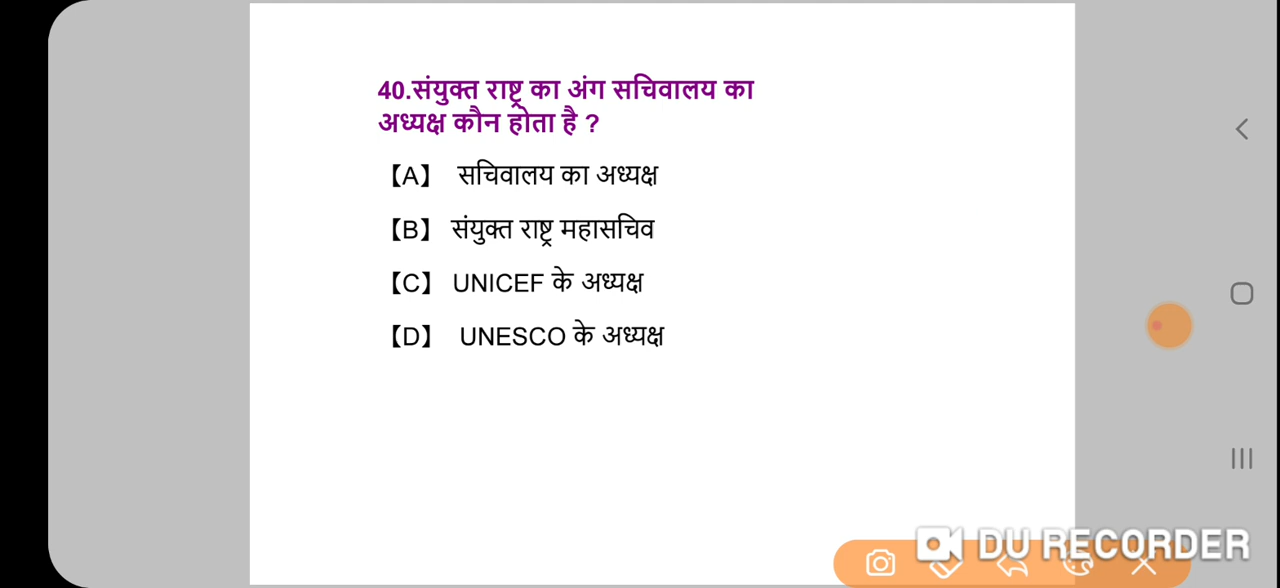 40.संयुक्त राष्ट्र का अंग सचिवालय का
अध्यक्ष कौन होता है ?
【A】 सचिवालय का अध्यक्ष
【B】 संयुक्त राष्ट्र महासचिव
【C】 UNICEF के अध्यक्ष
【D】 UNESCO के अध्यक्ष
DU RECORDER